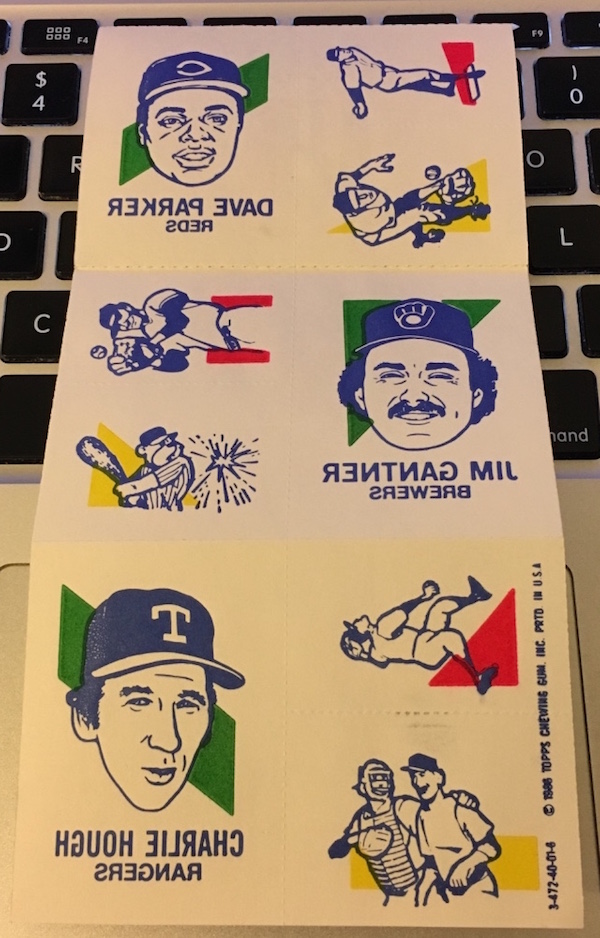 F4
F9
$
4
)
0
R
O
DAVE PARKER
REDS
L
C
JIM GANTNER
BREWERS
T
CHARLIE HOUGH
RANGERS
© 1986 TOPPS CHEWING GUM, INC. PRTD. IN U.S.A
3-472-40-01-6